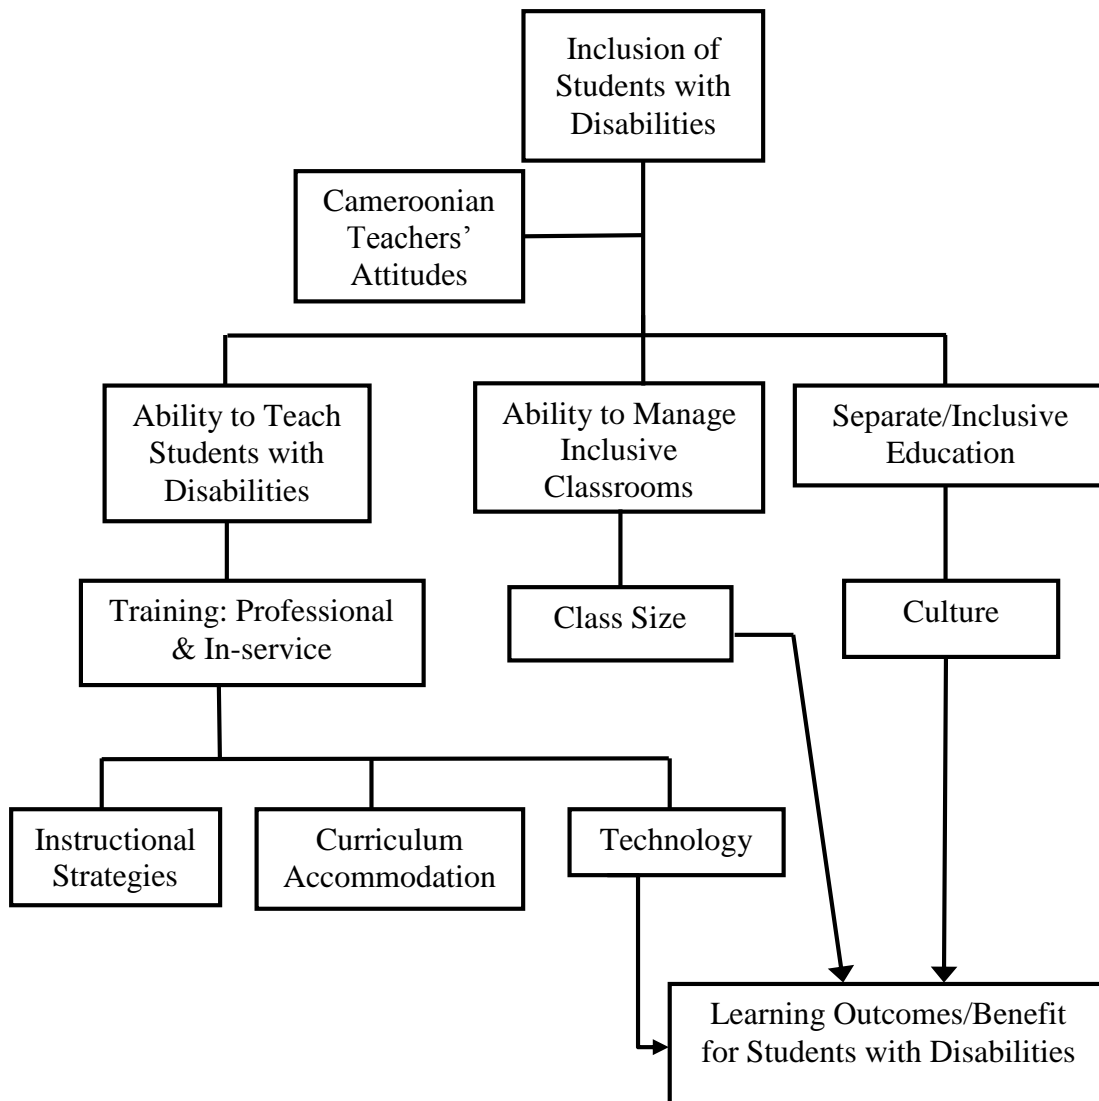 Inclusion of
Students with
Disabilities
Cameroonian
Teachers’
Attitudes
Ability to Teach
Students with
Disabilities
Ability to Manage
Inclusive
Classrooms
Separate/Inclusive
Education
Training: Professional
& In-service
Class Size
Culture
Instructional
Strategies
Curriculum
Accommodation
Technology
Learning Outcomes/Benefit
for Students with Disabilities